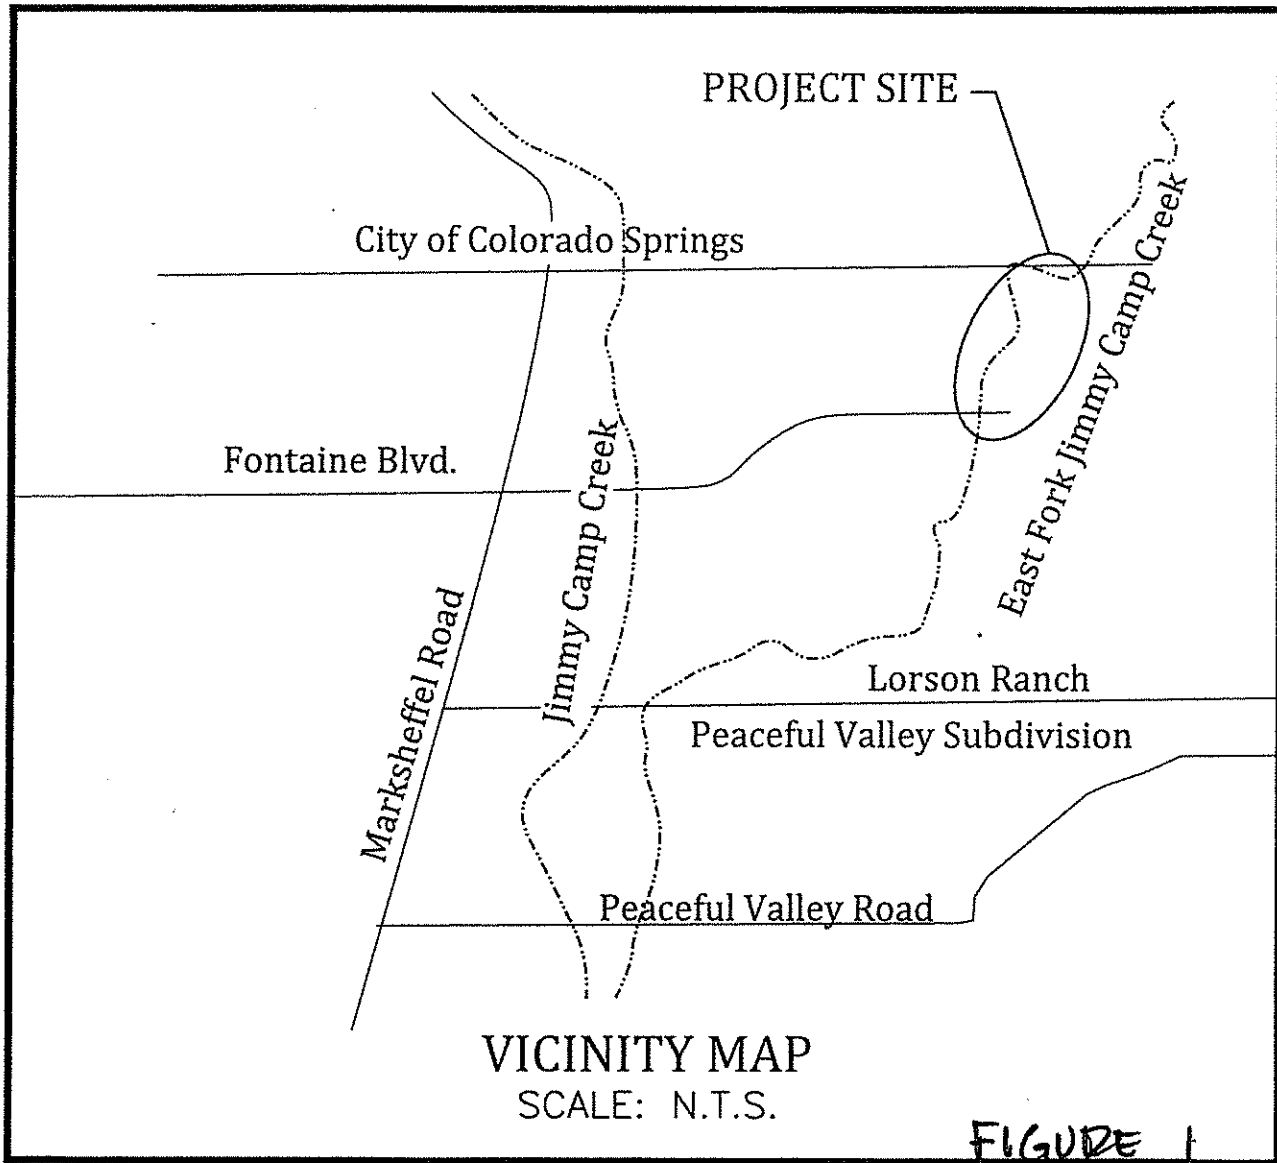 PROJECT SITE
City of Colorado Springs
East Fork Jimmy Camp Creek
Fontaine Blvd.
Jimmy Camp Creek
Marksheffel Road
Lorson Ranch
Peaceful Valley Subdivision
Peaceful Valley Road
VICINITY MAP
SCALE: N.T.S.
FIGURE 1